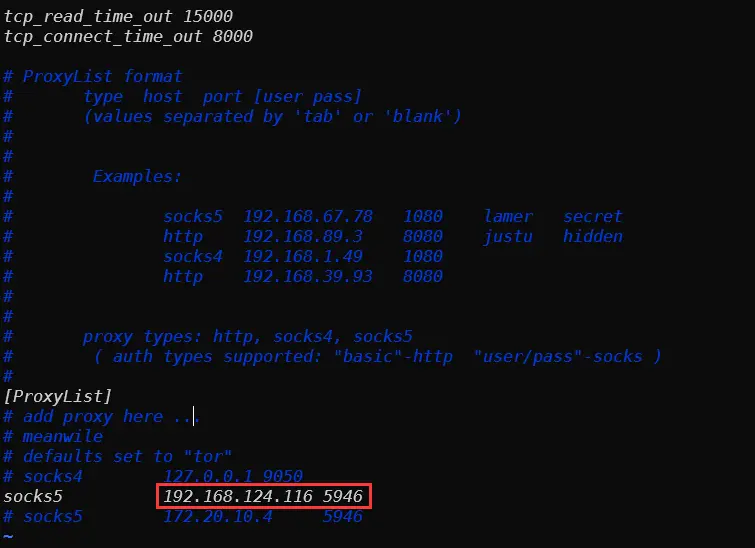 tcp_read_time_out 15000
tcp_connect_time_out 8000
# ProxyList format
#       type  host  port [user pass]
#       (values separated by 'tab' or 'blank')
#
#
#        Examples:
#
#               socks5  192.168.67.78   1080    lamer   secret
#               http    192.168.89.3    8080    justu   hidden
#               socks4  192.168.1.49    1080
#               http    192.168.39.93   8080
#
#
#       proxy types: http, socks4, socks5
#        ( auth types supported: "basic"-http  "user/pass"-socks )
#
[ProxyList]
# add proxy here ...
# meanwile
# defaults set to "tor"
# socks4        127.0.0.1 9050
socks5          192.168.124.116 5946
# socks5        172.20.10.4     5946
~